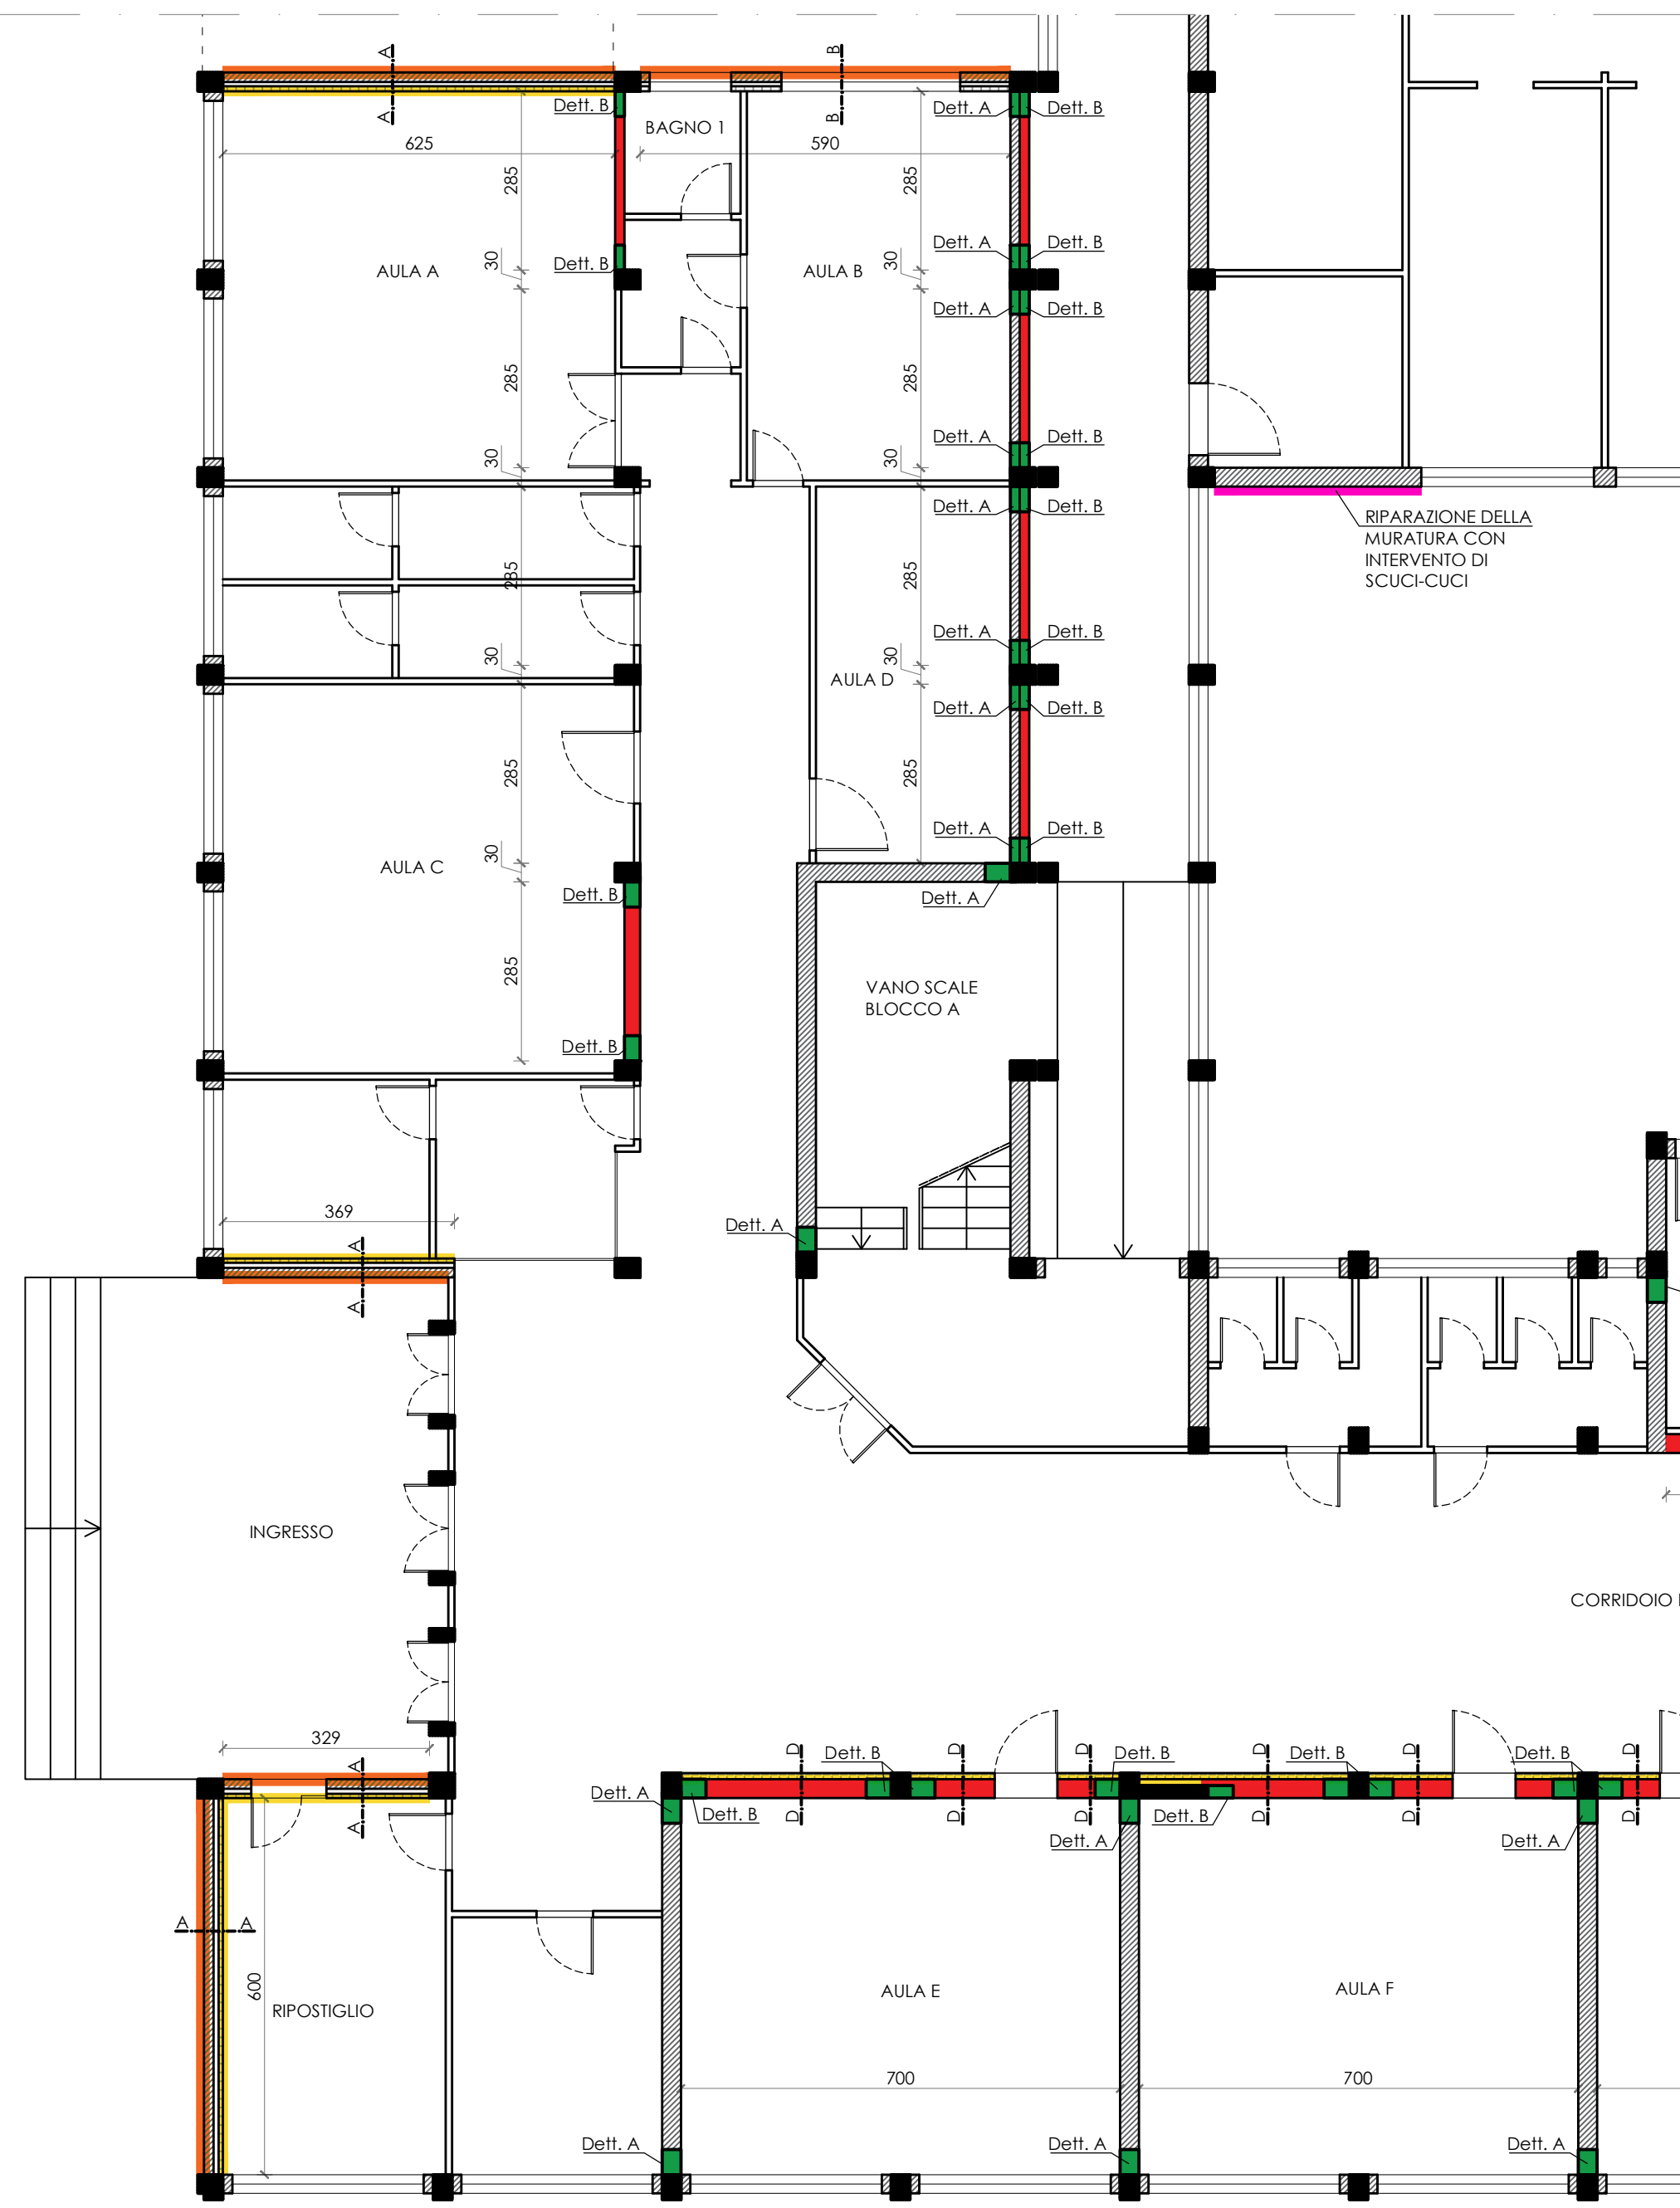 A
B
A
B
Dett. B
BAGNO 1
Dett. A
Dett. B
625
590
285
285
Dett. A
Dett. B
30
Dett. B
AULA A
AULA B
30
Dett. A
Dett. B
285
285
Dett. A
Dett. B
30
30
Dett. A
Dett. B
RIPARAZIONE DELLA
MURATURA CON
INTERVENTO DI
SCUCI-CUCI
285
285
Dett. A
Dett. B
30
30
AULA D
Dett. A
Dett. B
285
285
Dett. A
Dett. B
30
AULA C
Dett. B
Dett. A
285
VANO SCALE
BLOCCO A
Dett. B
369
Dett. A
A
A
INGRESSO
CORRIDOIO
329
A
D
D
D
D
D
D
Dett. B
Dett. B
Dett. B
Dett. B
Dett. A
Dett. B
Dett. B
A
D
D
D
D
D
D
Dett. A
Dett. A
A
A
600
RIPOSTIGLIO
AULA E
AULA F
700
700
Dett. A
Dett. A
Dett. A